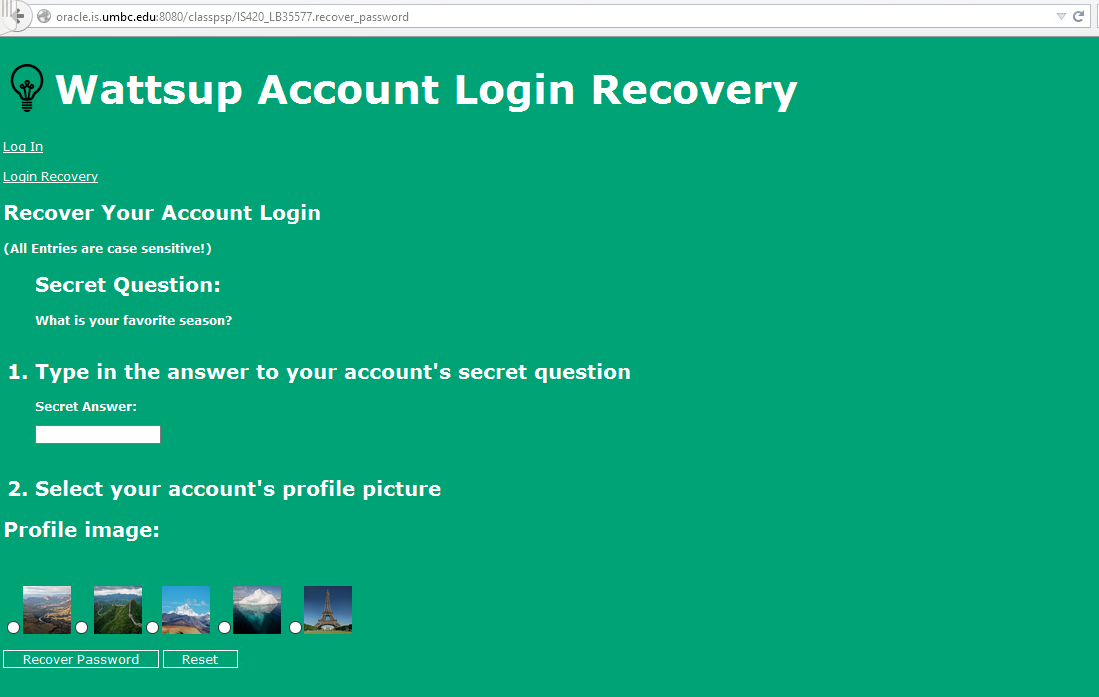 oracle.is.umbc.edu:8080/classpsp/IS420_LB35577.recover_password
Wattsup Account Login Recovery
Log In
Login Recovery
Recover Your Account Login
(All Entries are case sensitive!)
Secret Question:
What is your favorite season?
1. Type in the answer to your account's secret question
Secret Answer:
2. Select your account's profile picture
Profile image:
Recover Password Reset